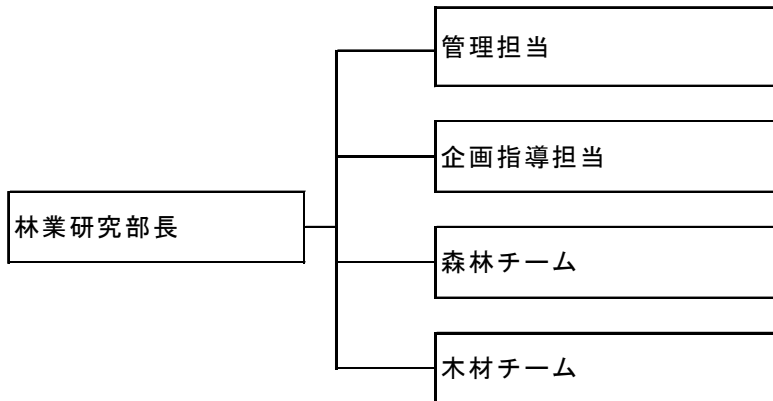 管理担当
企画指導担当
林業研究部長
森林チーム
木材チーム